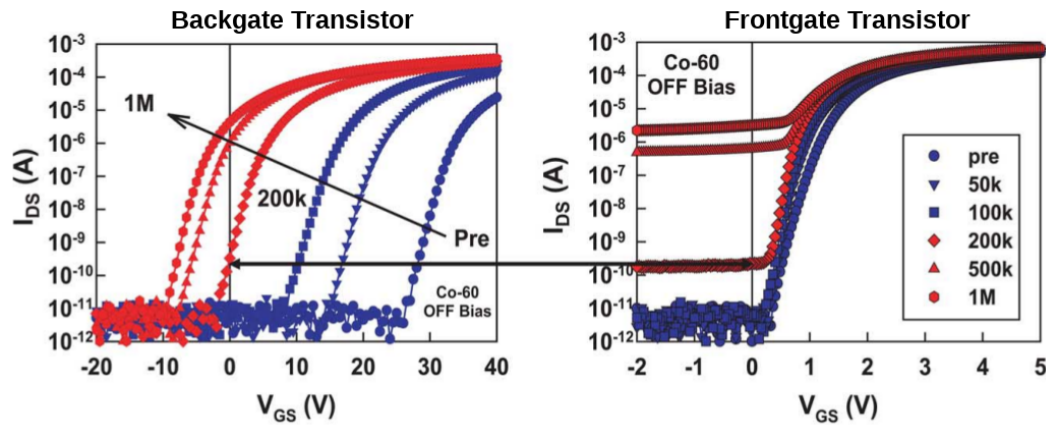 Backgate Transistor
10⁻³
10⁻⁴
10⁻⁵
10⁻⁶
10⁻⁷
10⁻⁸
10⁻⁹
10⁻¹⁰
10⁻¹¹
10⁻¹²
I_DS (A)
1M
200k
Pre
Co-60
OFF Bias
-20 -10 0 10 20 30 40
V_GS (V)
Frontgate Transistor
10⁻³
10⁻⁴
10⁻⁵
10⁻⁶
10⁻⁷
10⁻⁸
10⁻⁹
10⁻¹⁰
10⁻¹¹
10⁻¹²
I_DS (A)
Co-60
OFF Bias
pre
50k
100k
200k
500k
1M
-2 -1 0 1 2 3 4 5
V_GS (V)